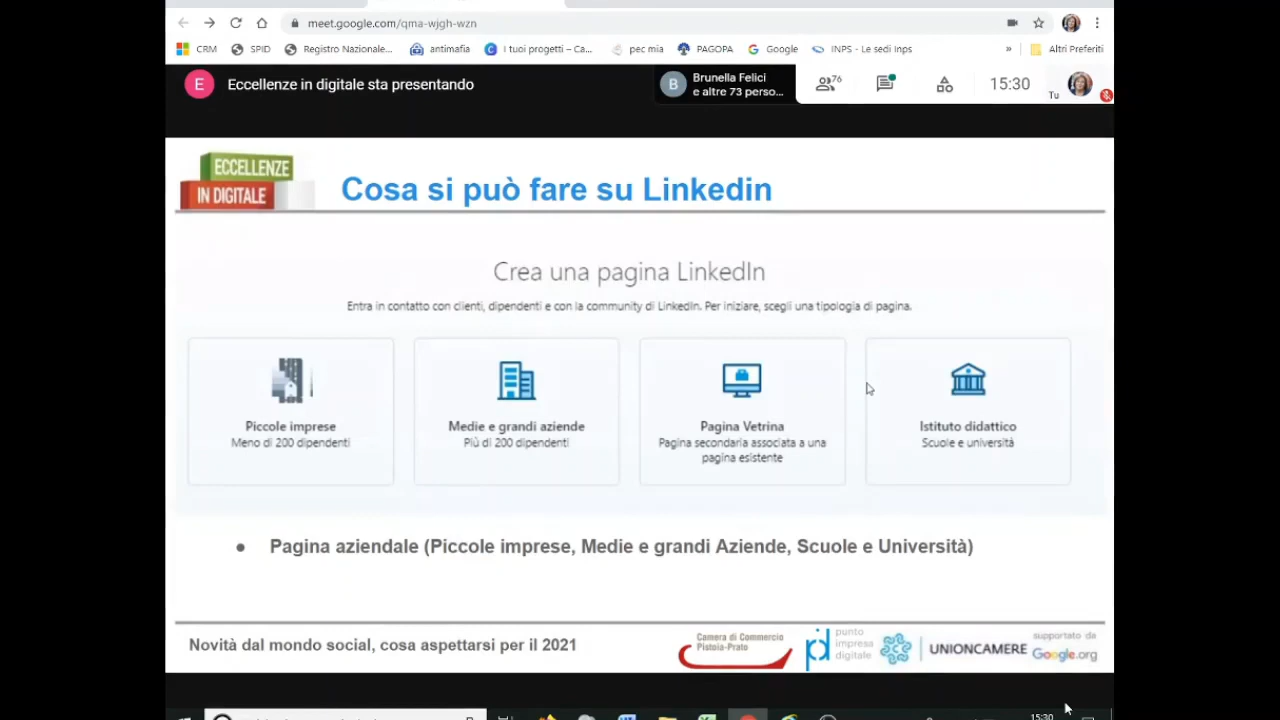 meet.google.com/qma-wjgh-wzn
CRM
SPID
Registro Nazionale...
antimafia
I tuoi progetti – Ca...
pec mia
PAGOPA
Google
INPS - Le sedi Inps
»
Altri Preferiti
E
Eccellenze in digitale sta presentando
B
Brunella Felici
e altre 73 perso...
76
15:30
Tu
ECCELLENZE
IN DIGITALE
Cosa si può fare su Linkedin
Crea una pagina LinkedIn
Entra in contatto con clienti, dipendenti e con la community di LinkedIn. Per iniziare, scegli una tipologia di pagina.
Piccole imprese
Meno di 200 dipendenti
Medie e grandi aziende
Più di 200 dipendenti
Pagina Vetrina
Pagina secondaria associata a una
pagina esistente
Istituto didattico
Scuole e università
● Pagina aziendale (Piccole imprese, Medie e grandi Aziende, Scuole e Università)
Novità dal mondo social, cosa aspettarsi per il 2021
Camera di Commercio
Pistoia-Prato
pid
punto
impresa
digitale
UNIONCAMERE
supportato da
Google.org
15:30